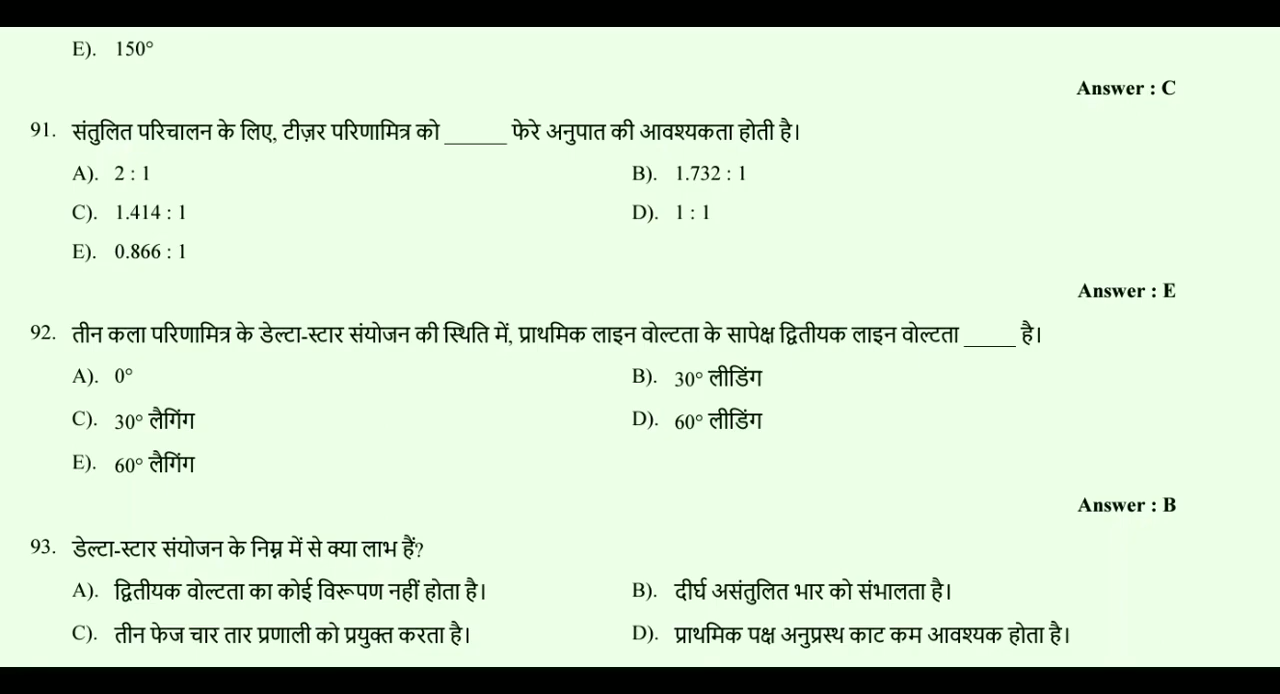 E). 150°
Answer : C
91. संतुलित परिचालन के लिए, टीज़र परिणामित्र को ______ फेरे अनुपात की आवश्यकता होती है।
A). 2 : 1 B). 1.732 : 1
C). 1.414 : 1 D). 1 : 1
E). 0.866 : 1
Answer : E
92. तीन कला परिणामित्र के डेल्टा-स्टार संयोजन की स्थिति में, प्राथमिक लाइन वोल्टता के सापेक्ष द्वितीयक लाइन वोल्टता _____ है।
A). 0° B). 30° लीडिंग
C). 30° लैगिंग D). 60° लीडिंग
E). 60° लैगिंग
Answer : B
93. डेल्टा-स्टार संयोजन के निम्न में से क्या लाभ हैं?
A). द्वितीयक वोल्टता का कोई विरूपण नहीं होता है। B). दीर्घ असंतुलित भार को संभालता है।
C). तीन फेज चार तार प्रणाली को प्रयुक्त करता है। D). प्राथमिक पक्ष अनुप्रस्थ काट कम आवश्यक होता है।